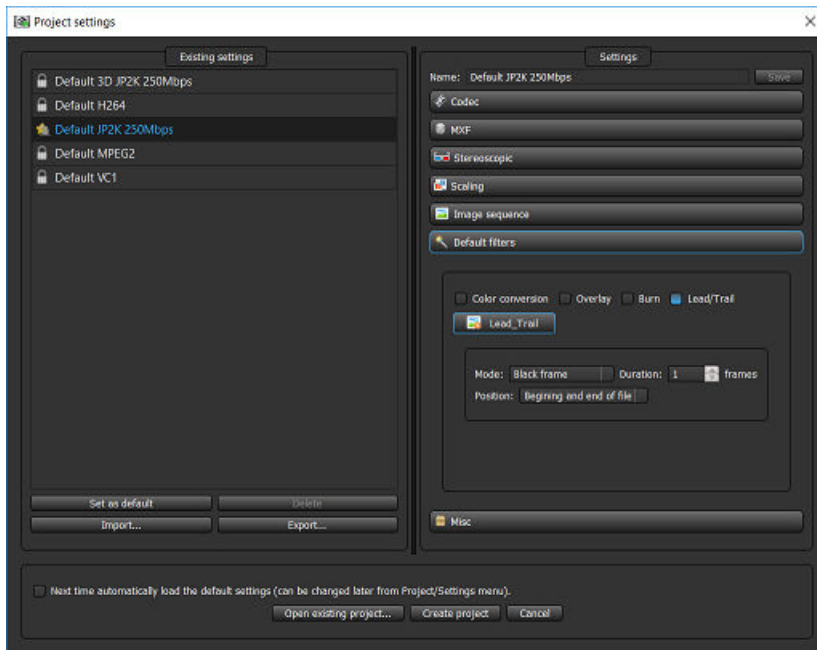 Project settings
Existing settings
Default 3D JP2K 250Mbps
Default H264
Default JP2K 250Mbps
Default MPEG2
Default VC1
Set as default
Delete
Import...
Export...
Settings
Name: Default JP2K 250Mbps
Save
Codec
MXF
Stereoscopic
Scaling
Image sequence
Default filters
Color conversion Overlay Burn Lead/Trail
Lead_Trail
Mode: Black frame Duration: 1 frames
Position: Begining and end of file
Misc
Next time automatically load the default settings (can be changed later from Project/Settings menu).
Open existing project... Create project Cancel